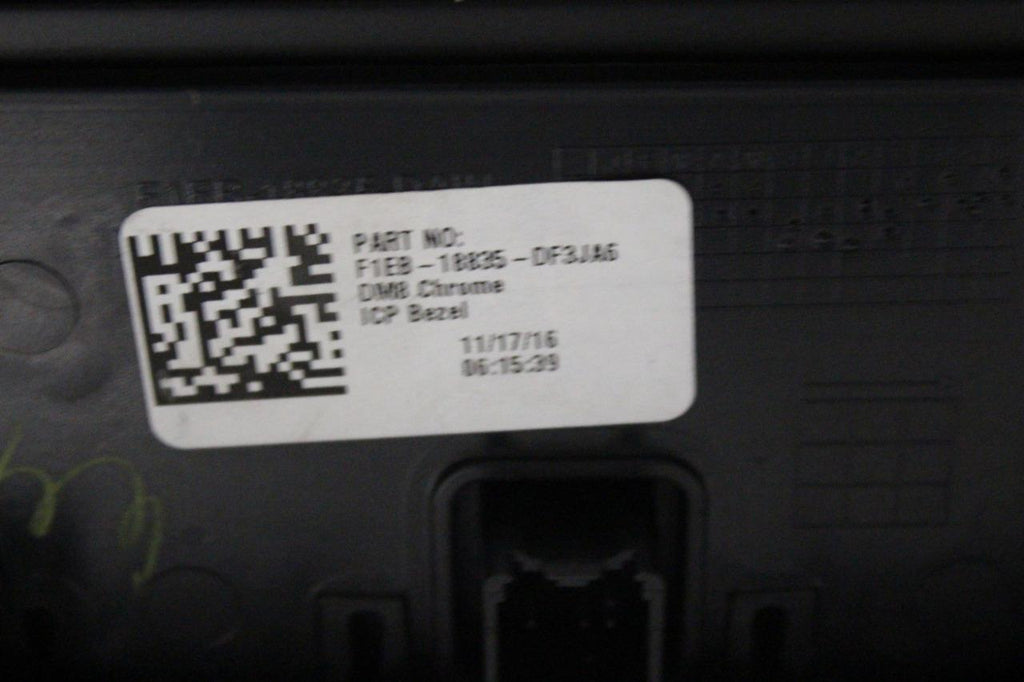 PART NO:
F1EB-18835-DF3JA6
DMB Chrome
ICP Bezel
11/17/16
06:15:39